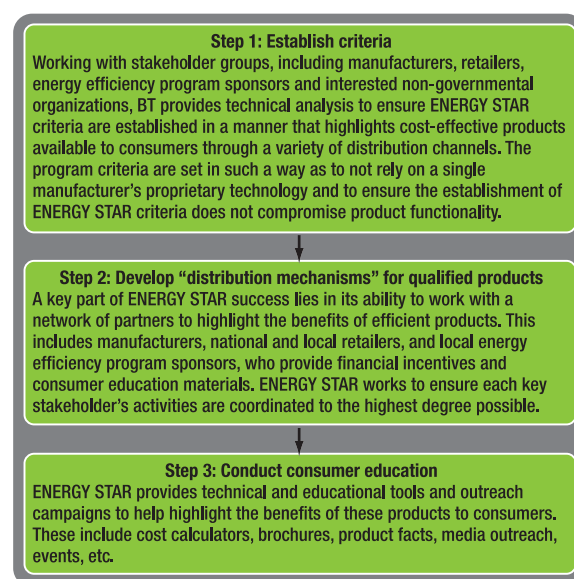 Step 1: Establish criteria
Working with stakeholder groups, including manufacturers, retailers,
energy efficiency program sponsors and interested non-governmental
organizations, BT provides technical analysis to ensure ENERGY STAR
criteria are established in a manner that highlights cost-effective products
available to consumers through a variety of distribution channels. The
program criteria are set in such a way as to not rely on a single
manufacturer’s proprietary technology and to ensure the establishment of
ENERGY STAR criteria does not compromise product functionality.
Step 2: Develop “distribution mechanisms” for qualified products
A key part of ENERGY STAR success lies in its ability to work with a
network of partners to highlight the benefits of efficient products. This
includes manufacturers, national and local retailers, and local energy
efficiency program sponsors, who provide financial incentives and
consumer education materials. ENERGY STAR works to ensure each key
stakeholder’s activities are coordinated to the highest degree possible.
Step 3: Conduct consumer education
ENERGY STAR provides technical and educational tools and outreach
campaigns to help highlight the benefits of these products to consumers.
These include cost calculators, brochures, product facts, media outreach,
events, etc.